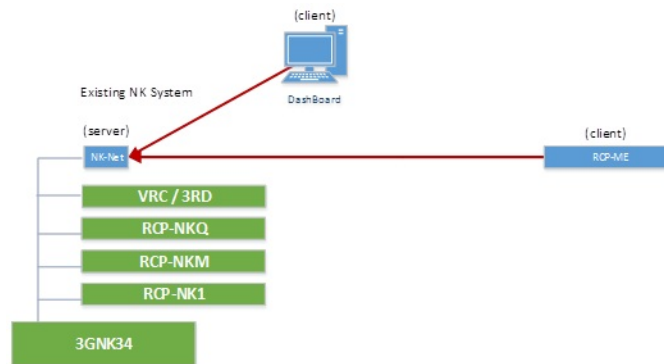 (client)
Existing NK System
DashBoard
(server)
(client)
NK-Net
RCP-ME
VRC / 3RD
RCP-NKQ
RCP-NKM
RCP-NK1
3GNK34